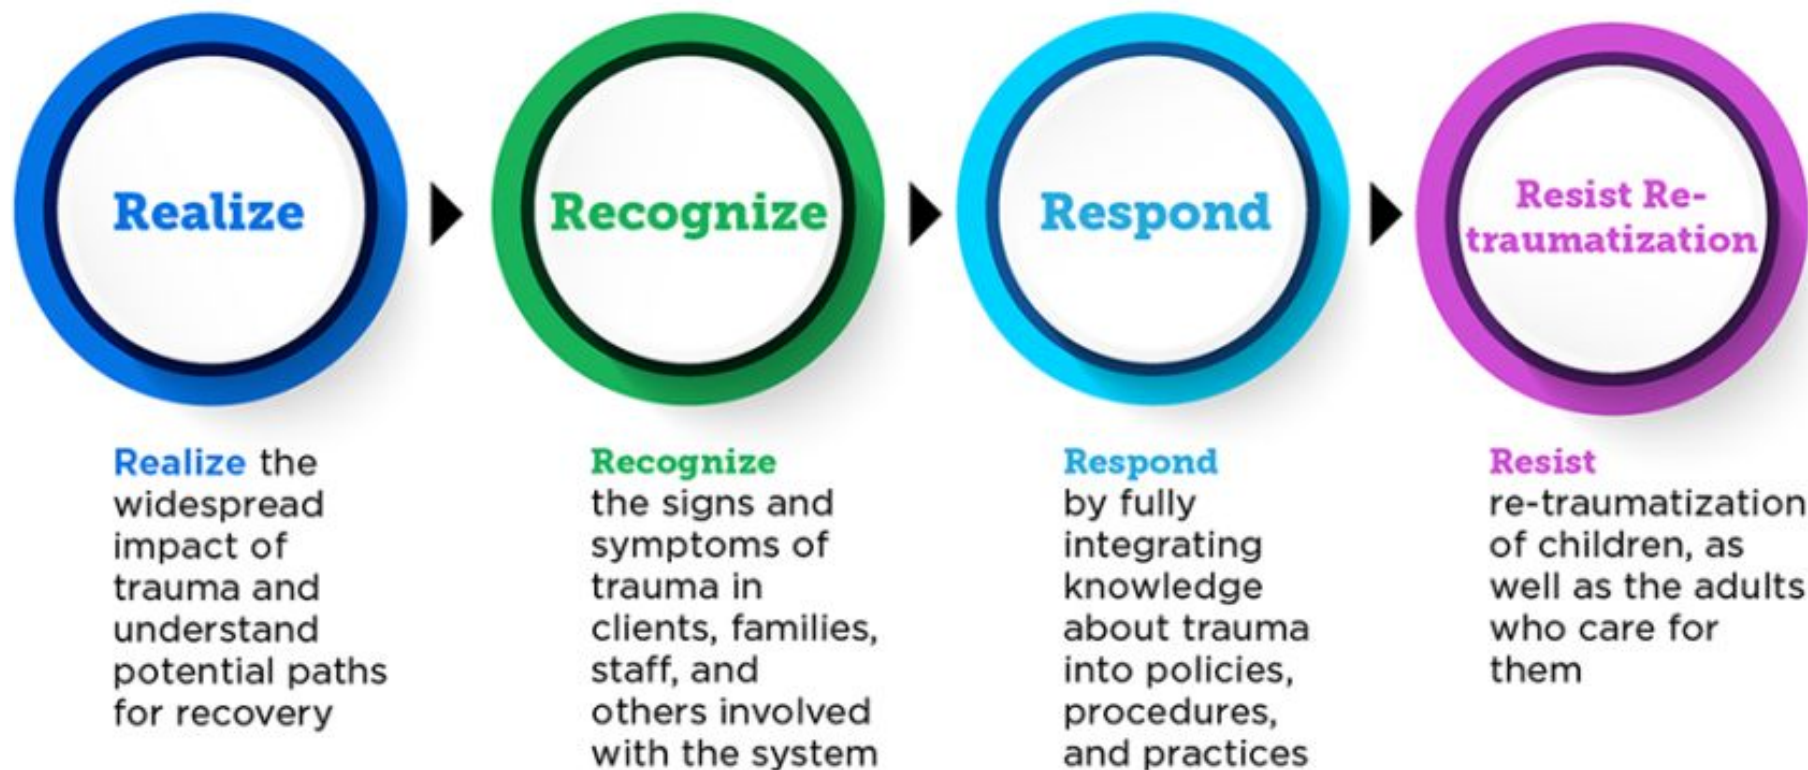 Realize
Recognize
Respond
Resist Re-
traumatization
Realize the
widespread
impact of
trauma and
understand
potential paths
for recovery
Recognize
the signs and
symptoms of
trauma in
clients, families,
staff, and
others involved
with the system
Respond
by fully
integrating
knowledge
about trauma
into policies,
procedures,
and practices
Resist
re-traumatization
of children, as
well as the adults
who care for
them